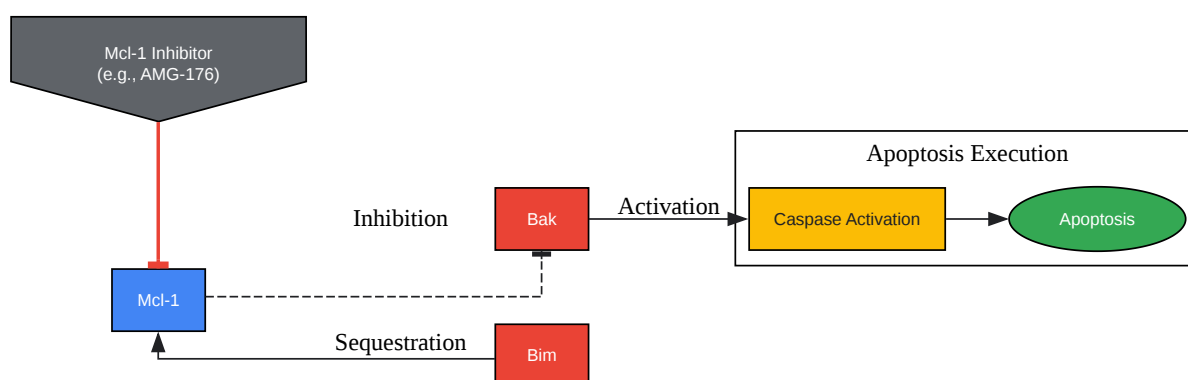 Mcl-1 Inhibitor
(e.g., AMG-176)
Apoptosis Execution
Inhibition
Bak
Activation
Caspase Activation
Apoptosis
Mcl-1
Sequestration
Bim